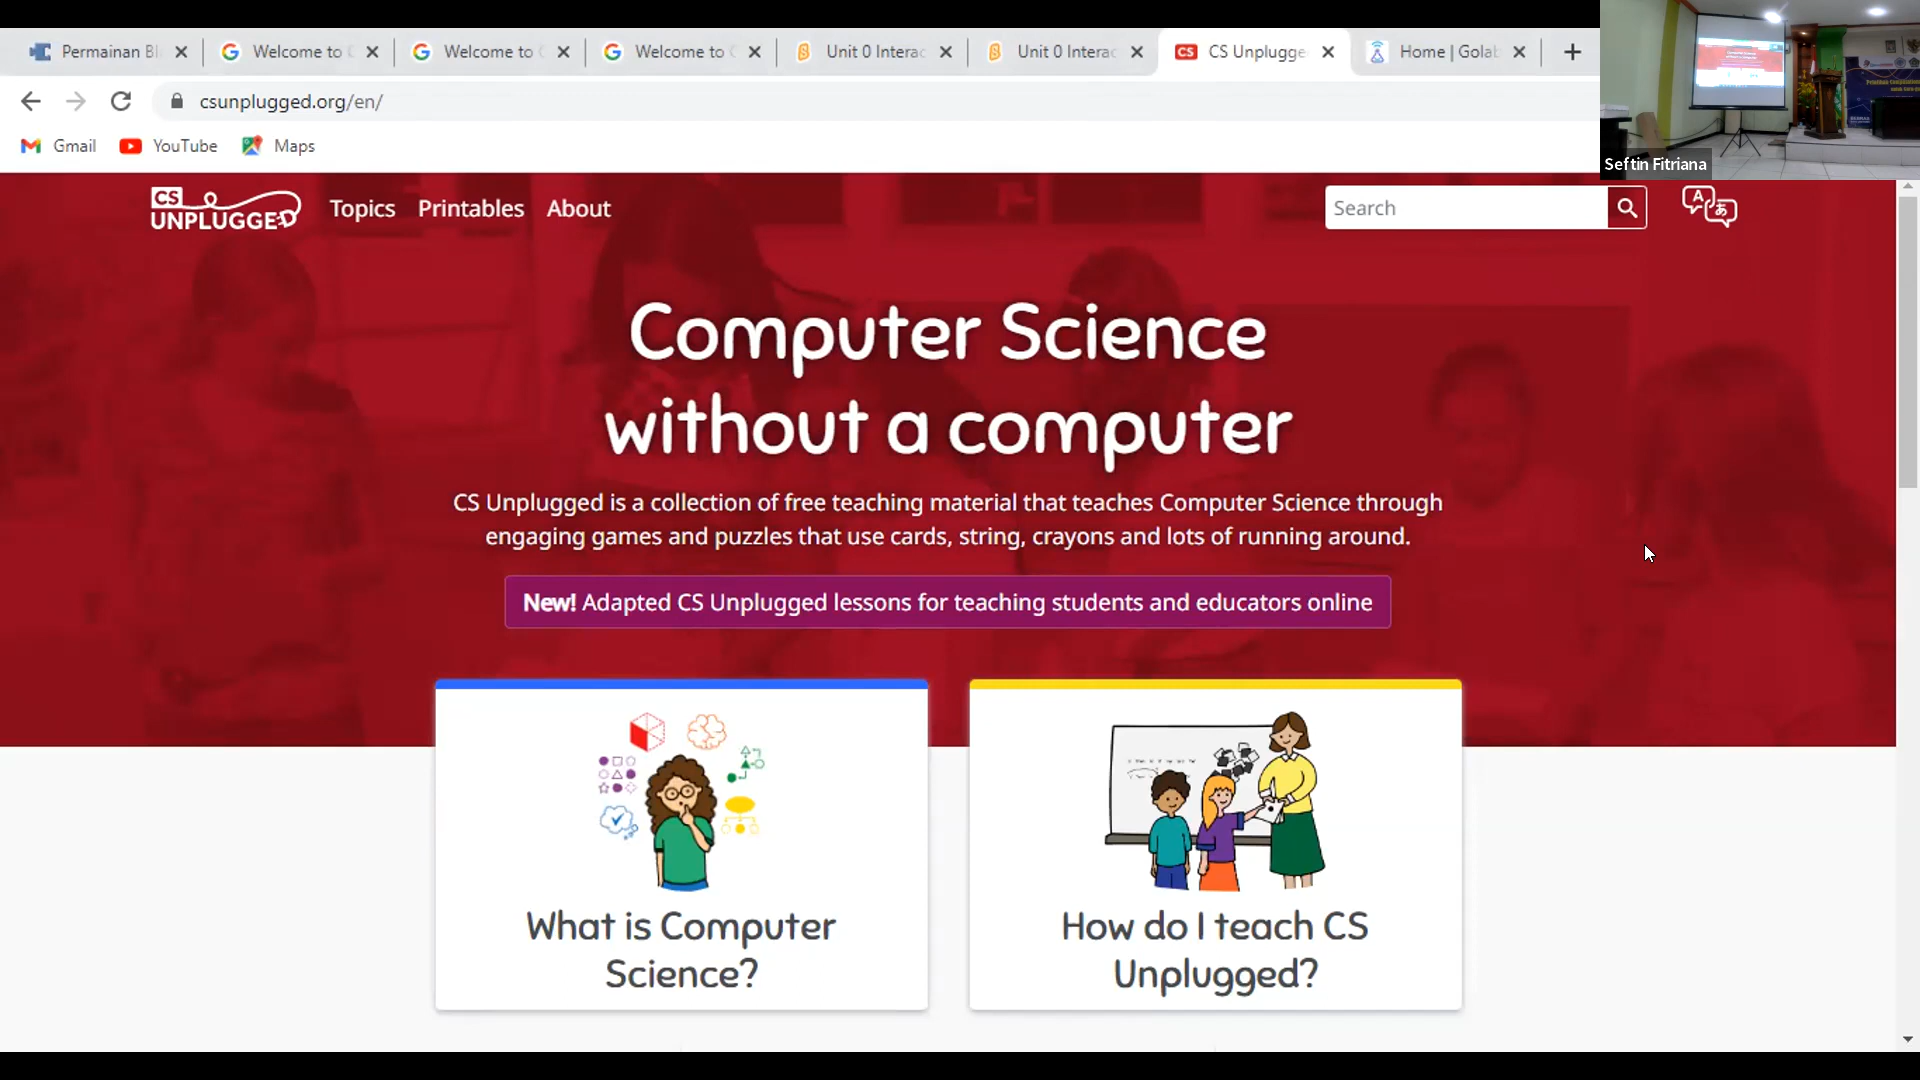 Permainan Bl
Welcome to C
Welcome to C
Welcome to C
Unit 0 Interac
Unit 0 Interac
CS Unplugge
Home | Golab
csunplugged.org/en/
Gmail
YouTube
Maps
Seftin Fitriana
CS
UNPLUGGED
Topics
Printables
About
Search
Computer Science
without a computer
CS Unplugged is a collection of free teaching material that teaches Computer Science through
engaging games and puzzles that use cards, string, crayons and lots of running around.
New! Adapted CS Unplugged lessons for teaching students and educators online
What is Computer
Science?
How do I teach CS
Unplugged?